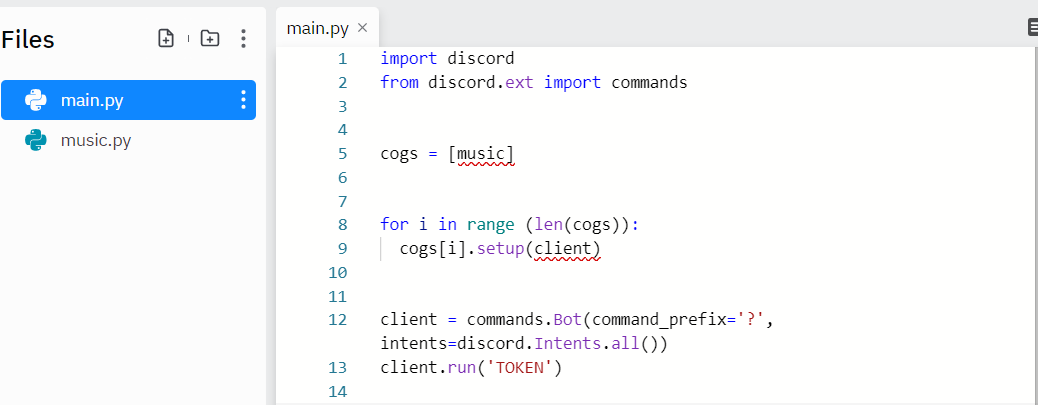 Files
main.py
music.py
main.py ×
1 import discord
2 from discord.ext import commands
3
4
5 cogs = [music]
6
7
8 for i in range (len(cogs)):
9   cogs[i].setup(client)
10
11
12 client = commands.Bot(command_prefix='?',
intents=discord.Intents.all())
13 client.run('TOKEN')
14